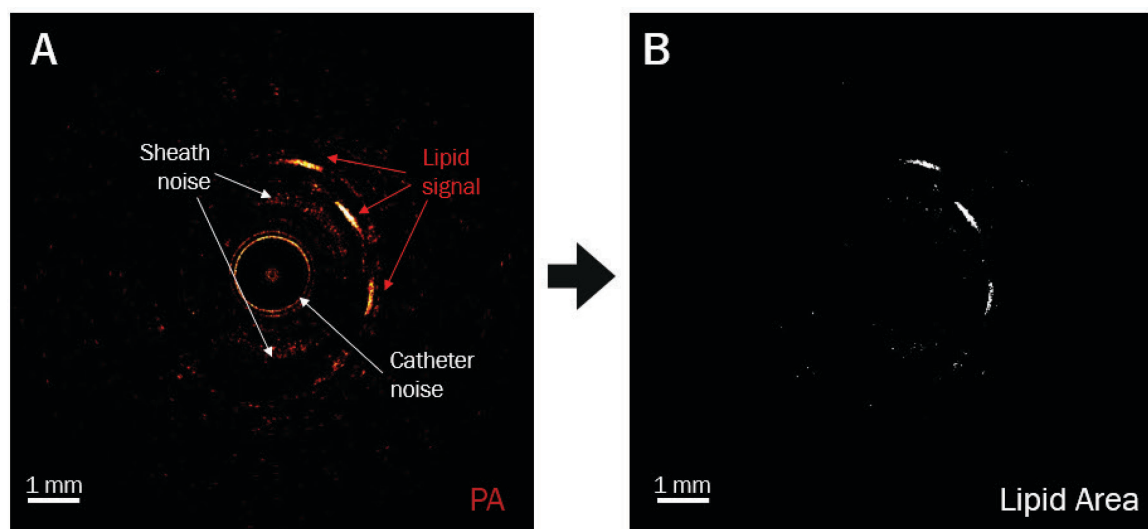 A
Sheath
noise
Lipid
signal
Catheter
noise
1 mm
PA
B
1 mm
Lipid Area